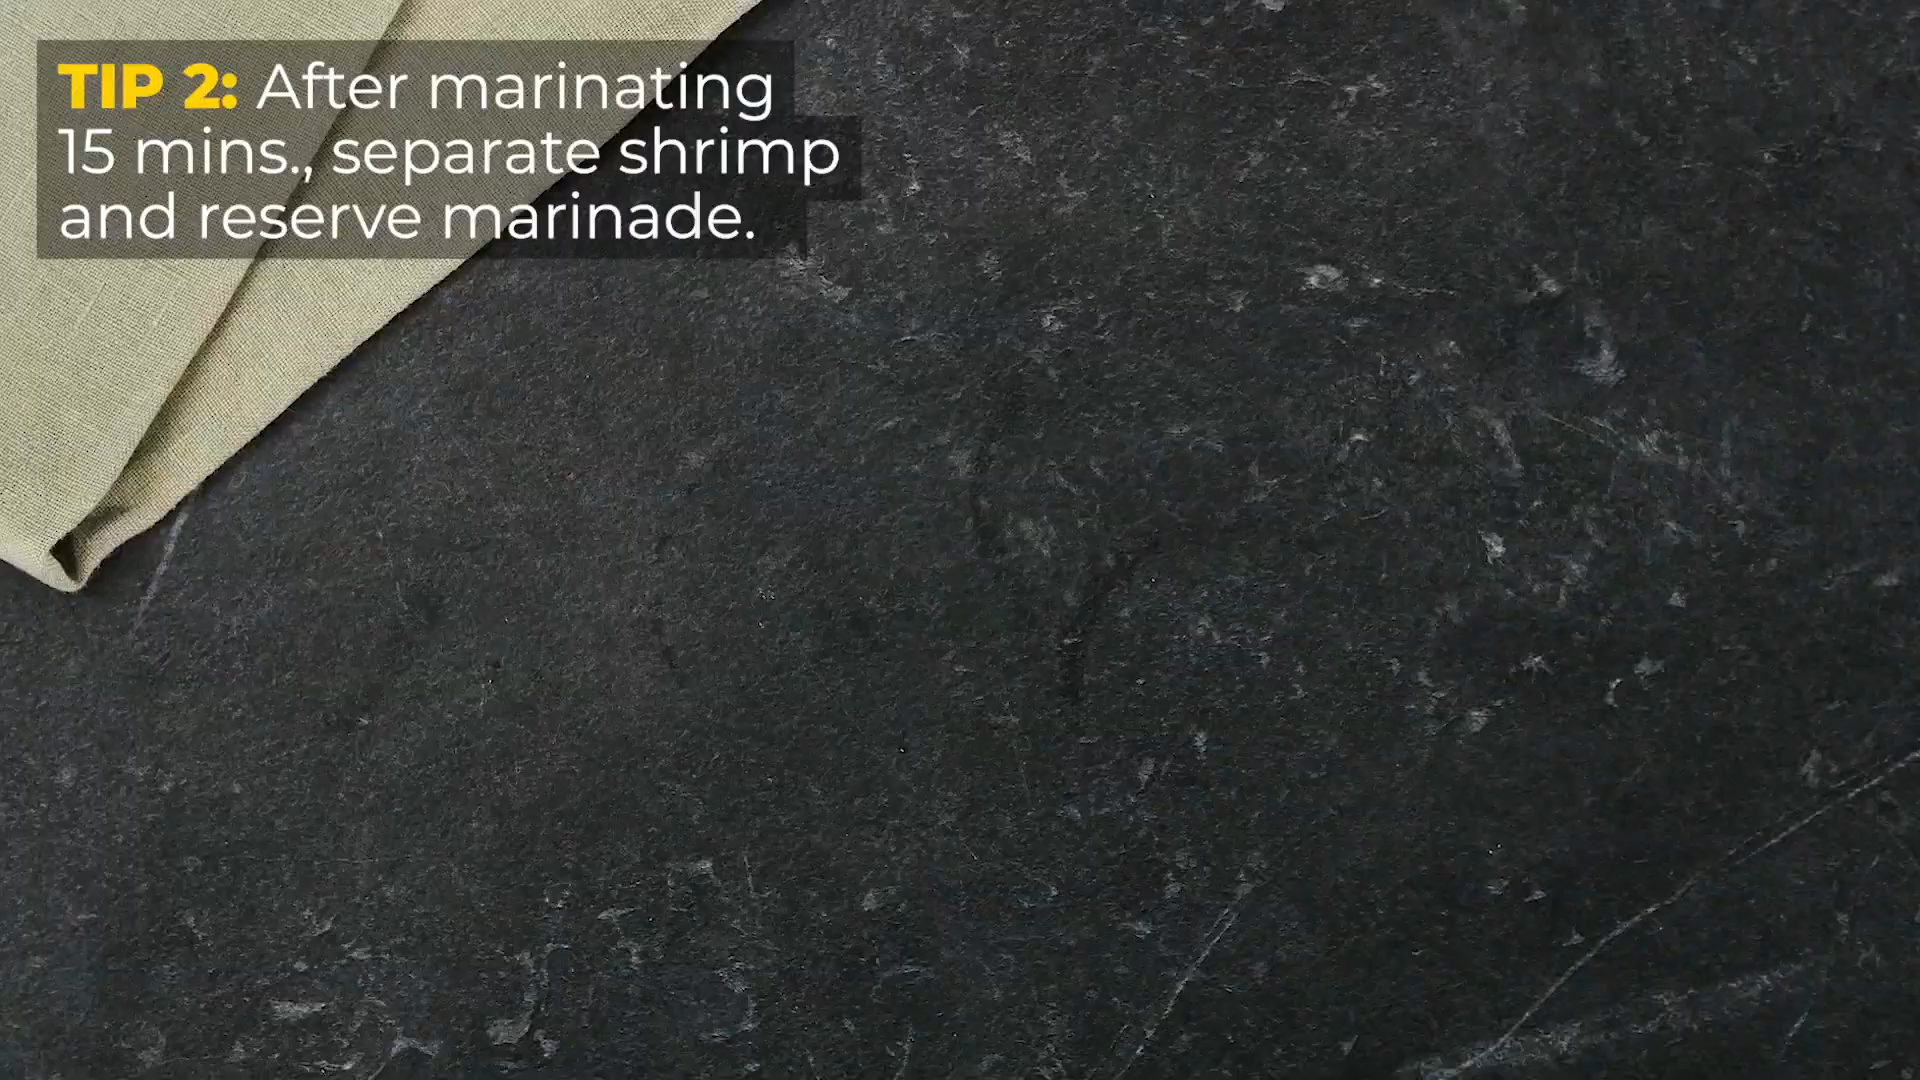 TIP 2: After marinating
15 mins., separate shrimp
and reserve marinade.